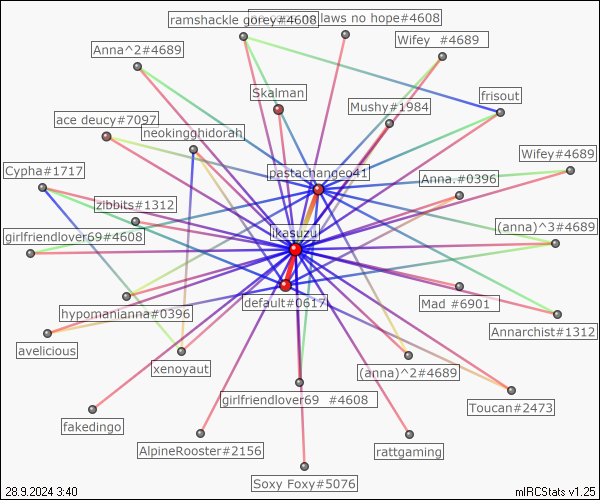 ramshackle gorey#4608
laws no hope#4608
Wifey  #4689
Anna^2#4689
Skalman
frisout
Mushy#1984
ace deucy#7097
neokingghidorah
Wifey#4689
Cypha#1717
pastachangeo41
Anna.#0396
zibbits#1312
(anna)^3#4689
ikasuzu
girlfriendlover69#4608
default#0617
Mad #6901
hypomanianna#0396
Annarchist#1312
avelicious
xenoyaut
(anna)^2#4689
girlfriendlover69  #4608
Toucan#2473
fakedingo
AlpineRooster#2156
rattgaming
Soxy Foxy#5076
28.9.2024 3:40
mIRCStats v1.25